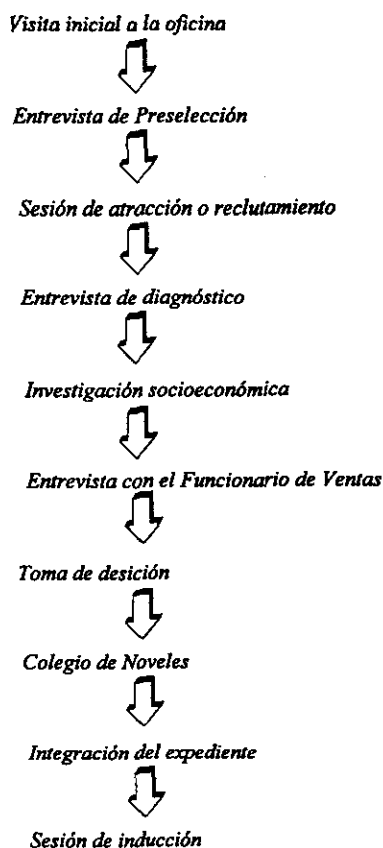 Visita inicial a la oficina
Entrevista de Preselección
Sesión de atracción o reclutamiento
Entrevista de diagnóstico
Investigación socioeconómica
Entrevista con el Funcionario de Ventas
Toma de desición
Colegio de Noveles
Integración del expediente
Sesión de inducción